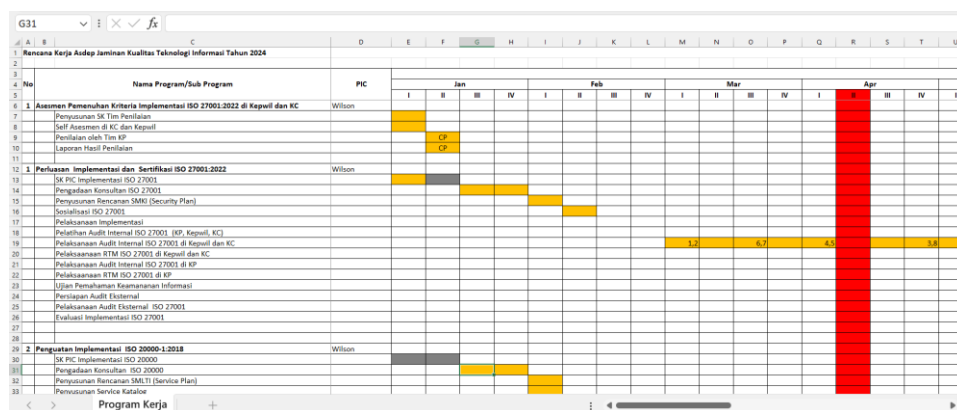 G31
fx
A B C D E F G H I J K L M N O P Q R S T U
1 Rencana Kerja Asdep Jaminan Kualitas Teknologi Informasi Tahun 2024
2
3
4 No Nama Program/Sub Program PIC Jan Feb Mar Apr
5 I II III IV I II III IV I II III IV I II III IV
6 1 Asesmen Pemenuhan Kriteria Implementasi ISO 27001:2022 di Kepwil dan KC Wilson
7 Penyusunan SK Tim Penilaian
8 Self Asesmen di KC dan Kepwil
9 Penilaian oleh Tim KP CP
10 Laporan Hasil Penilaian CP
11
12 1 Perluasan Implementasi dan Sertifikasi ISO 27001:2022 Wilson
13 SK PIC Implementasi ISO 27001
14 Pengadaan Konsultan ISO 27001
15 Penyusun Rencanan SMKI (Security Plan)
16 Sosialisasi ISO 27001
17 Pelaksanaan Implementasi
18 Pelatihan Audit Internal ISO 27001 (KP, Kepwil, KC)
19 Pelaksanaan Audit Internal ISO 27001 di Kepwil dan KC 1,2 6,7 4,5 3,8
20 Pelaksaanaan RTM ISO 27001 di Kepwil dan KC
21 Pelaksanaan Audit Internal ISO 27001 di KP
22 Pelaksaanaan RTM ISO 27001 di KP
23 Ujian Pemahaman Keamananan Informasi
24 Persiapan Audit Eksternal
25 Pelaksanaan Audit Eksternal ISO 27001
26 Evaluasi Implementasi ISO 27001
27
28
29 2 Penguatan Implementasi ISO 20000-1:2018 Wilson
30 SK PIC Implementasi ISO 20000
31 Pengadaan Konsultan ISO 20000
32 Penyusunan Rencanan SMLTI (Service Plan)
33 Penyusunan Service Katalog
Program Kerja